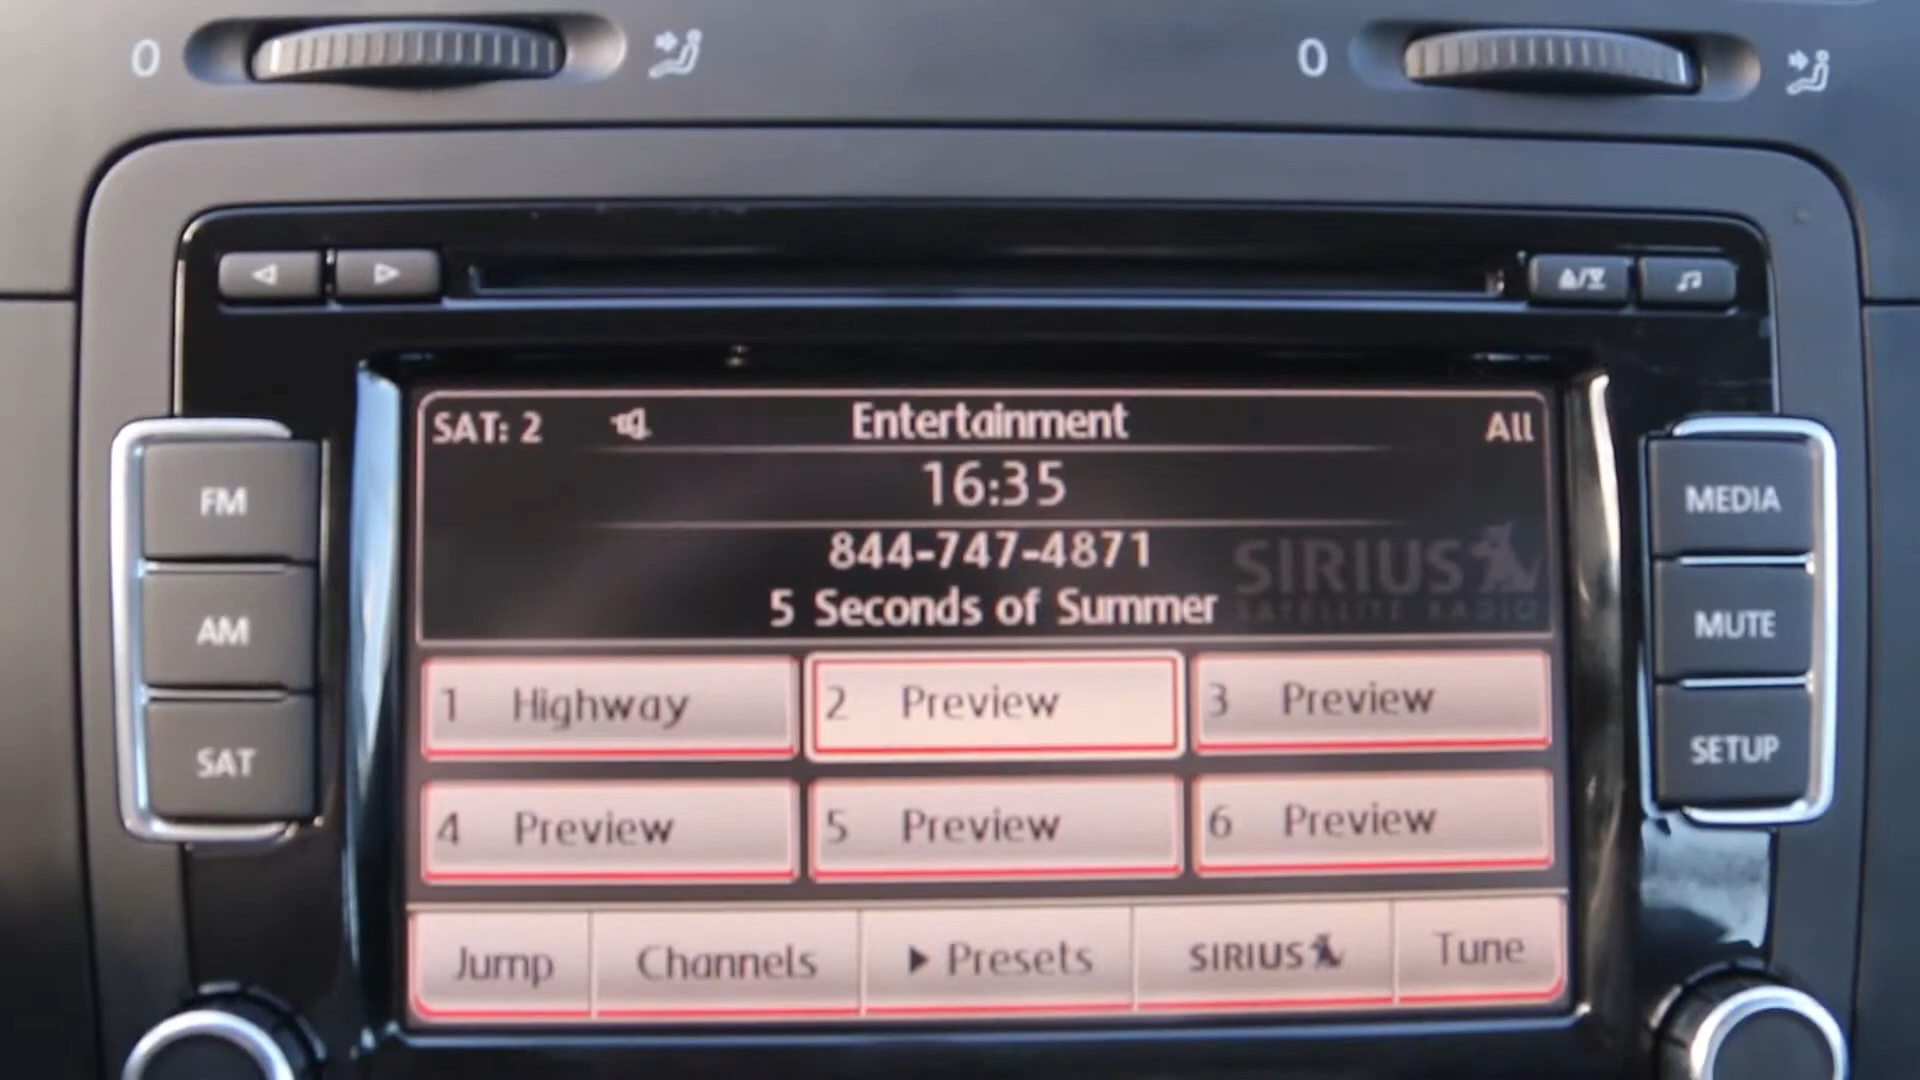 0
0
SAT: 2 Entertainment All
16:35
844-747-4871
5 Seconds of Summer
SIRIUS
SATELLITE RADIO
FM
AM
SAT
MEDIA
MUTE
SETUP
1 Highway
2 Preview
3 Preview
4 Preview
5 Preview
6 Preview
Jump
Channels
Presets
SIRIUS
Tune